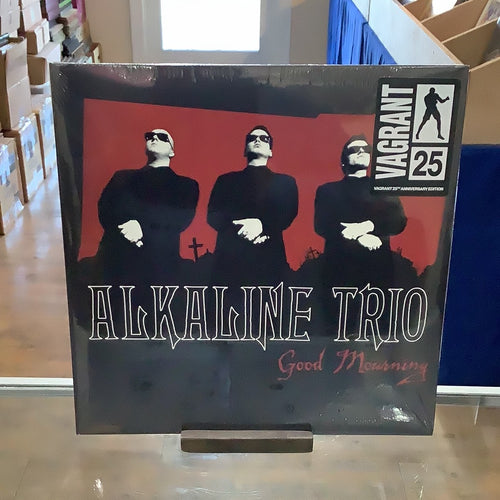 VAGRANT
25
VAGRANT 25TH ANNIVERSARY EDITION
ALKALINE TRIO
Good Mourning